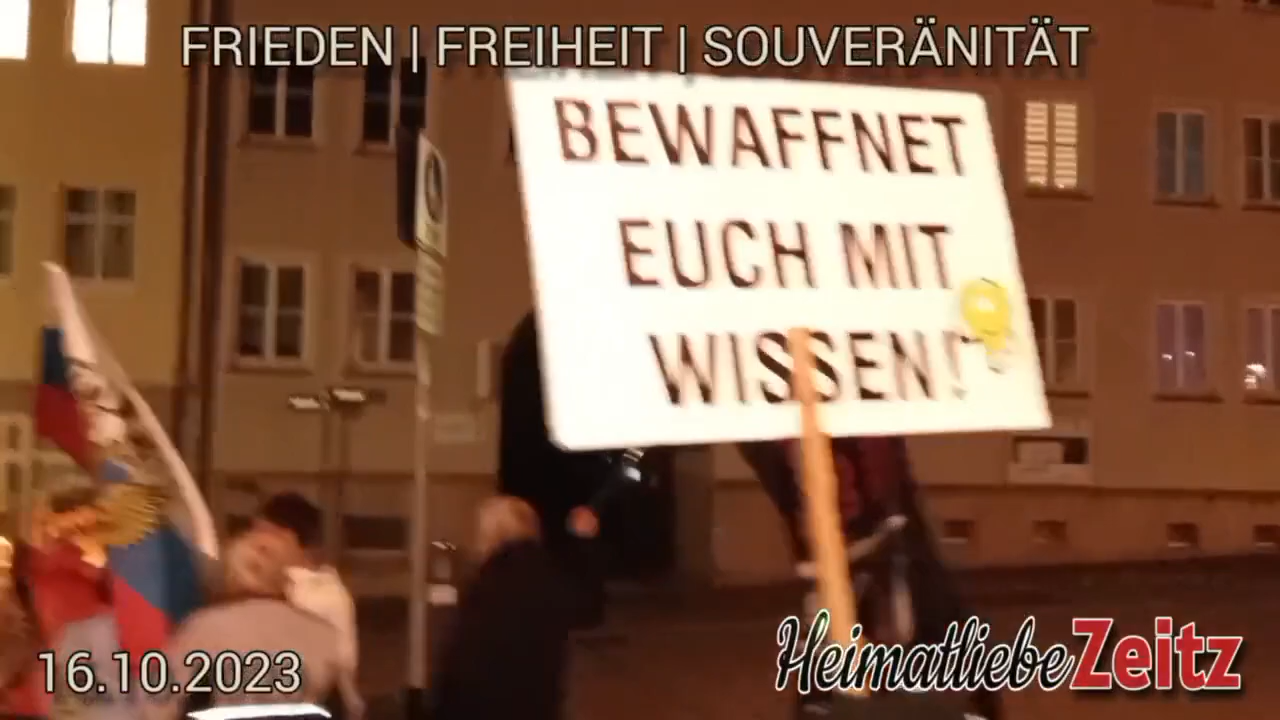 FRIEDEN | FREIHEIT | SOUVERÄNITÄT
BEWAFFNET
EUCH MIT
WISSEN!
16.10.2023
HeimatliebeZeitz